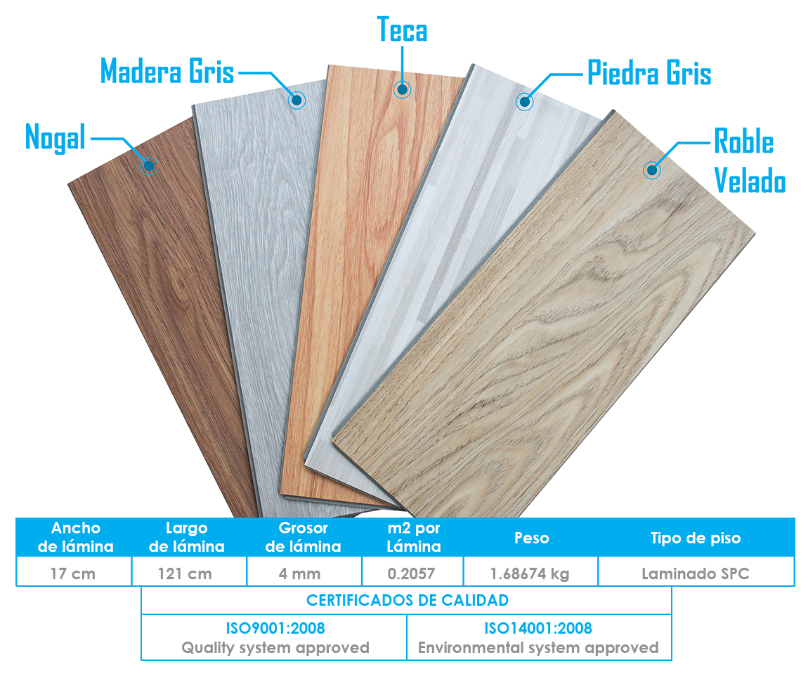 Teca
Madera Gris
Piedra Gris
Nogal
Roble
Velado
Ancho
de lámina
Largo
de lámina
Grosor
de lámina
m2 por
Lámina
Peso
Tipo de piso
17 cm
121 cm
4 mm
0.2057
1.68674 kg
Laminado SPC
CERTIFICADOS DE CALIDAD
ISO9001:2008
Quality system approved
ISO14001:2008
Environmental system approved